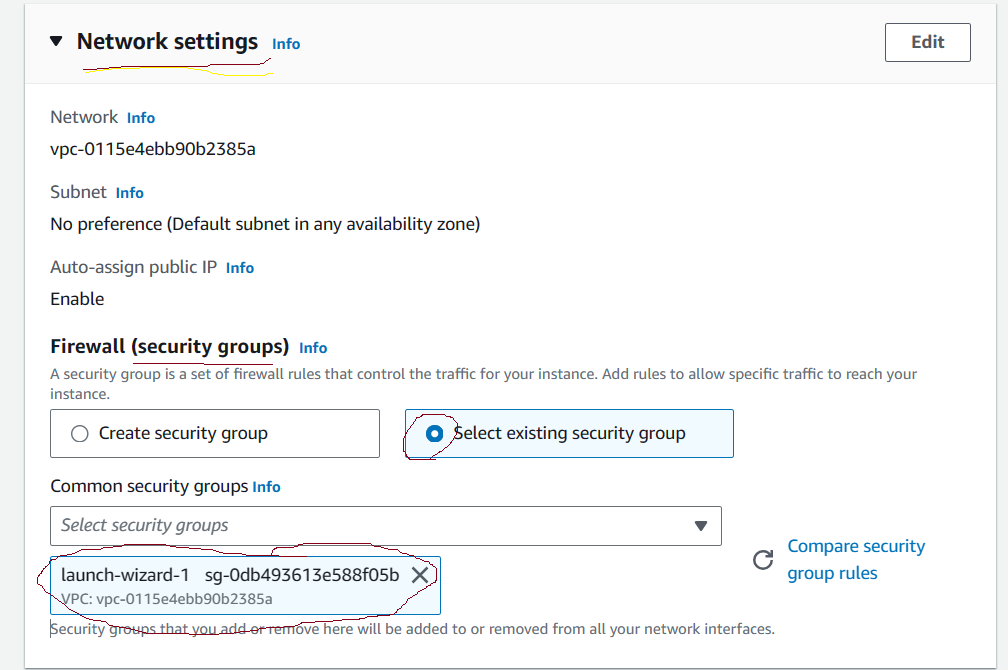 Network settings Info
Edit
Network Info
vpc-0115e4ebb90b2385a
Subnet Info
No preference (Default subnet in any availability zone)
Auto-assign public IP Info
Enable
Firewall (security groups) Info
A security group is a set of firewall rules that control the traffic for your instance. Add rules to allow specific traffic to reach your
instance.
Create security group
Select existing security group
Common security groups Info
Select security groups
launch-wizard-1 sg-0db493613e588f05b
VPC: vpc-0115e4ebb90b2385a
Compare security
group rules
Security groups that you add or remove here will be added to or removed from all your network interfaces.